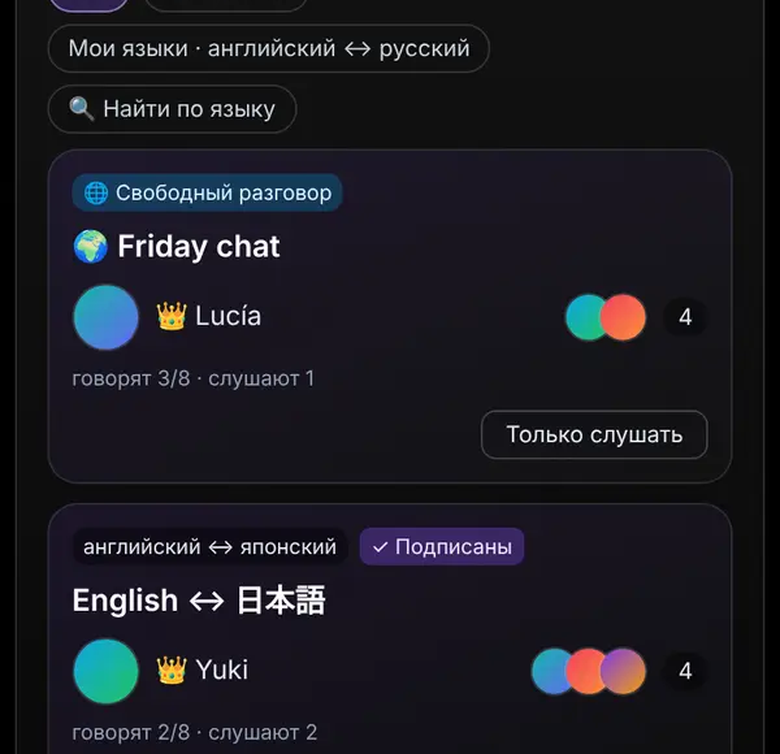 Мои языки · английский ↔ русский
🔍 Найти по языку
🌐 Свободный разговор
🌍 Friday chat
👑 Lucía
4
говорят 3/8 · слушают 1
Только слушать
английский ↔ японский
✓ Подписаны
English ↔ 日本語
👑 Yuki
4
говорят 2/8 · слушают 2